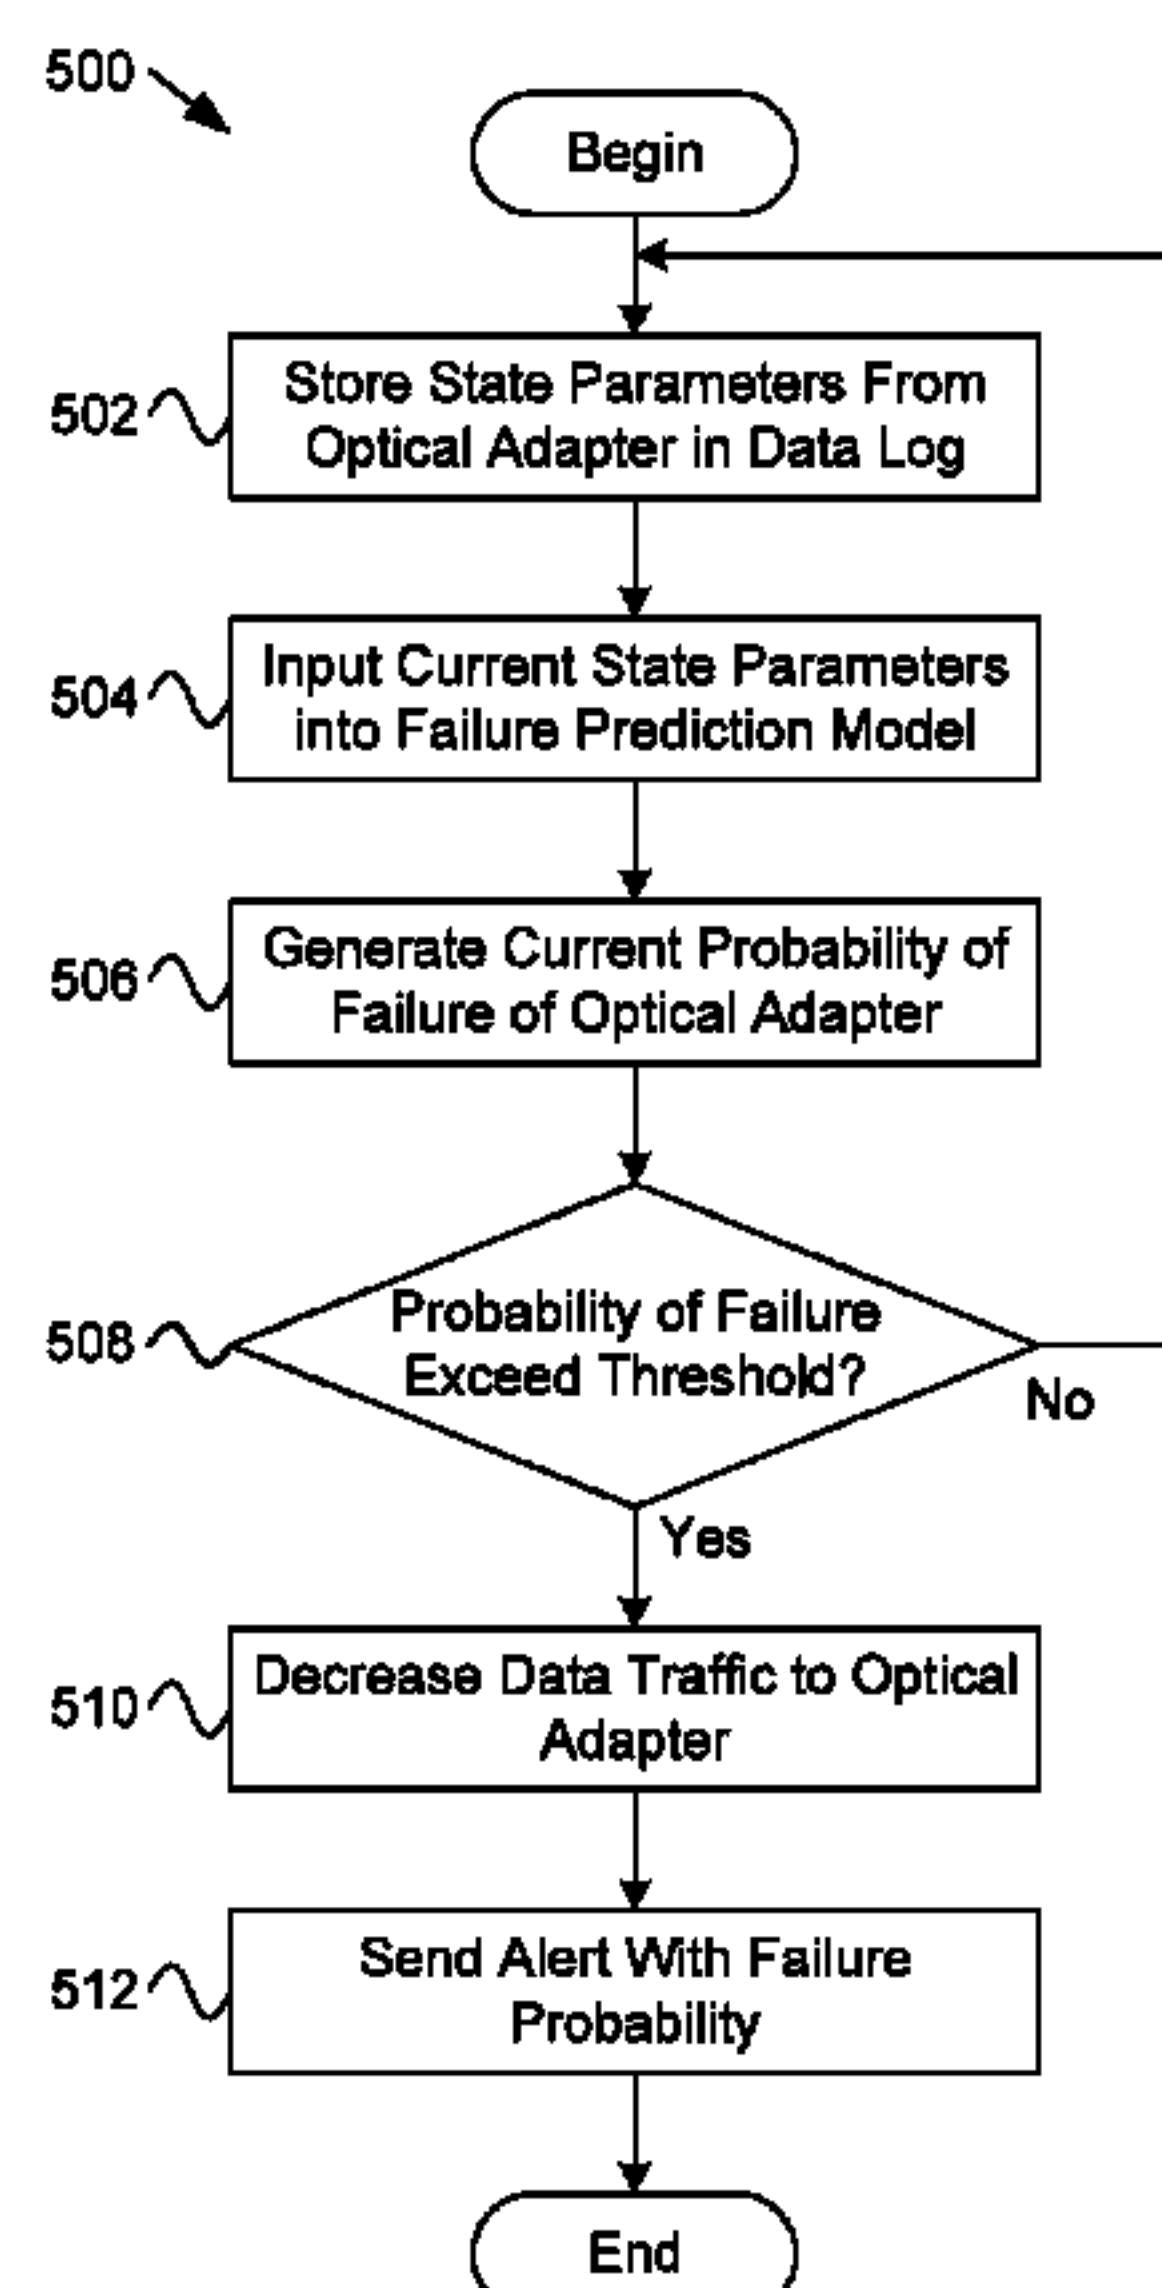 500
Begin
502
Store State Parameters From
Optical Adapter in Data Log
504
Input Current State Parameters
into Failure Prediction Model
506
Generate Current Probability of
Failure of Optical Adapter
508
Probability of Failure
Exceed Threshold?
No
Yes
510
Decrease Data Traffic to Optical
Adapter
512
Send Alert With Failure
Probability
End